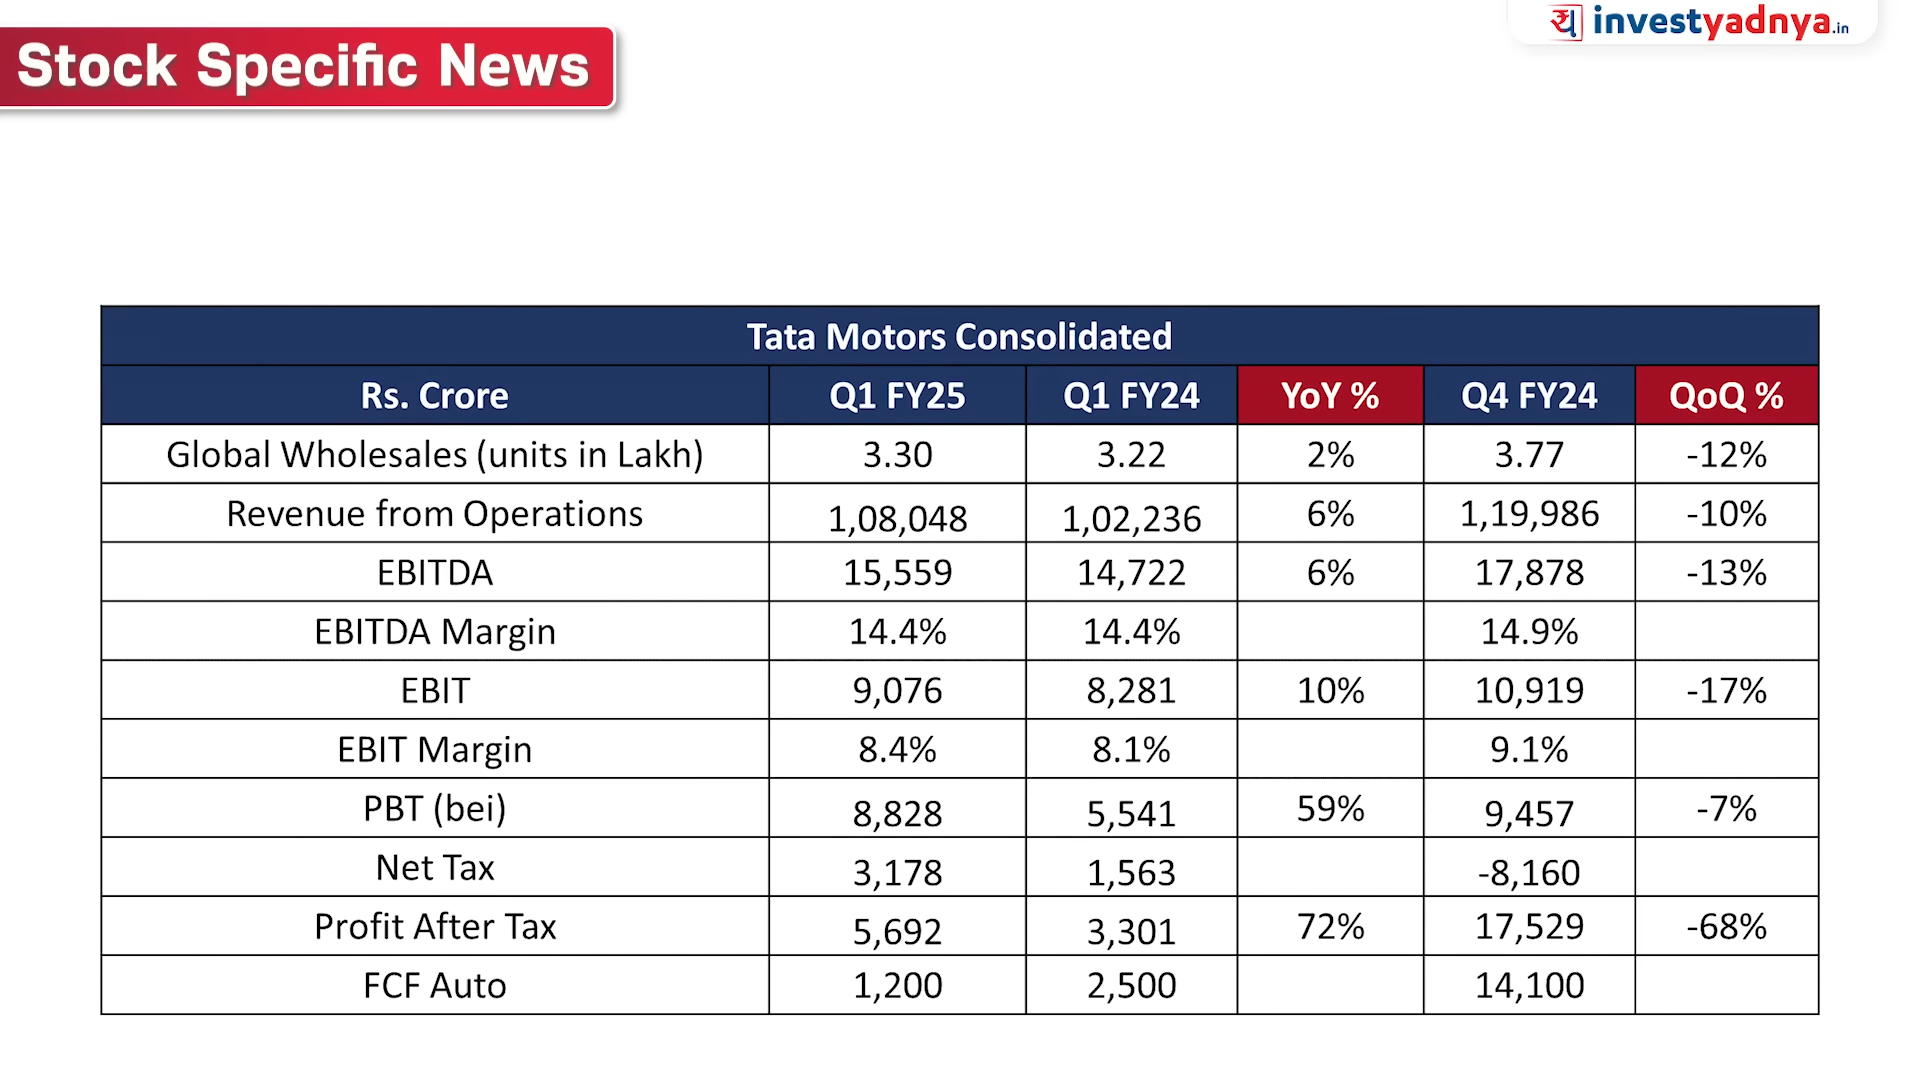 Stock Specific News
य investyadnya.in
Tata Motors Consolidated
Rs. Crore Q1 FY25 Q1 FY24 YoY % Q4 FY24 QoQ %
Global Wholesales (units in Lakh) 3.30 3.22 2% 3.77 -12%
Revenue from Operations 1,08,048 1,02,236 6% 1,19,986 -10%
EBITDA 15,559 14,722 6% 17,878 -13%
EBITDA Margin 14.4% 14.4% 14.9%
EBIT 9,076 8,281 10% 10,919 -17%
EBIT Margin 8.4% 8.1% 9.1%
PBT (bei) 8,828 5,541 59% 9,457 -7%
Net Tax 3,178 1,563 -8,160
Profit After Tax 5,692 3,301 72% 17,529 -68%
FCF Auto 1,200 2,500 14,100